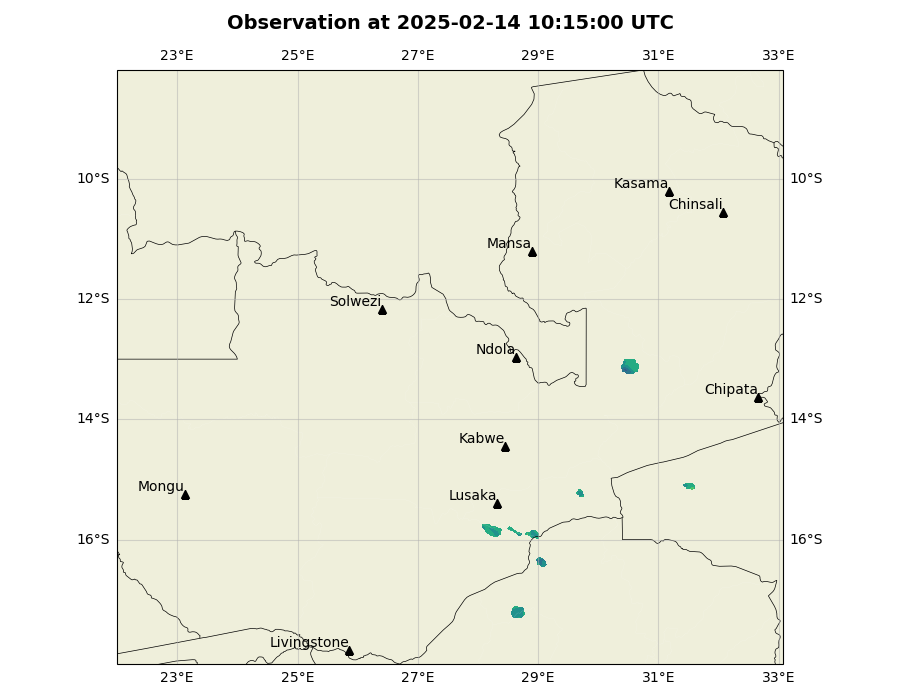 Observation at 2025-02-14 10:15:00 UTC
23°E 25°E 27°E 29°E 31°E 33°E
10°S 10°S
Kasama
Chinsali
Mansa
12°S 12°S
Solwezi
Ndola
Chipata
14°S 14°S
Kabwe
Mongu
Lusaka
16°S 16°S
Livingstone
23°E 25°E 27°E 29°E 31°E 33°E